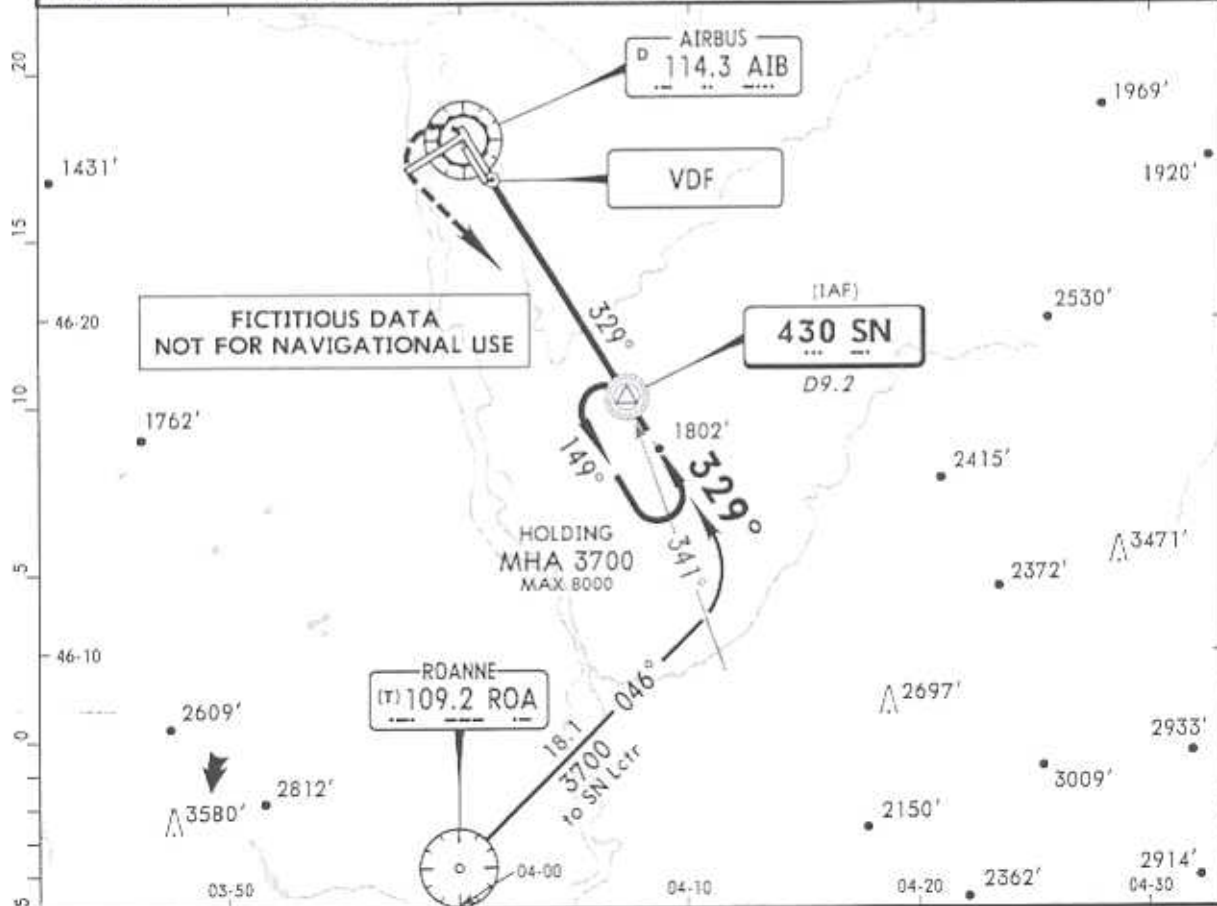 20
AIRBUS
D 114.3 AIB
1969'
1431'
VDF
1920'
15
(IAF)
2530'
46-20
FICTITIOUS DATA
NOT FOR NAVIGATIONAL USE
329°
430 SN
D9.2
10
1762'
1802'
149°
329°
2415'
HOLDING
MHA 3700
MAX 8000
341°
3471'
5
2372'
46-10
ROANNE
(T) 109.2 ROA
046°
2697'
2609'
18.1
3700
to SN Lctr
2933'
0
3009'
2812'
3580'
2150'
04-00
2914'
5
03-50
04-10
04-20
2362'
04-30